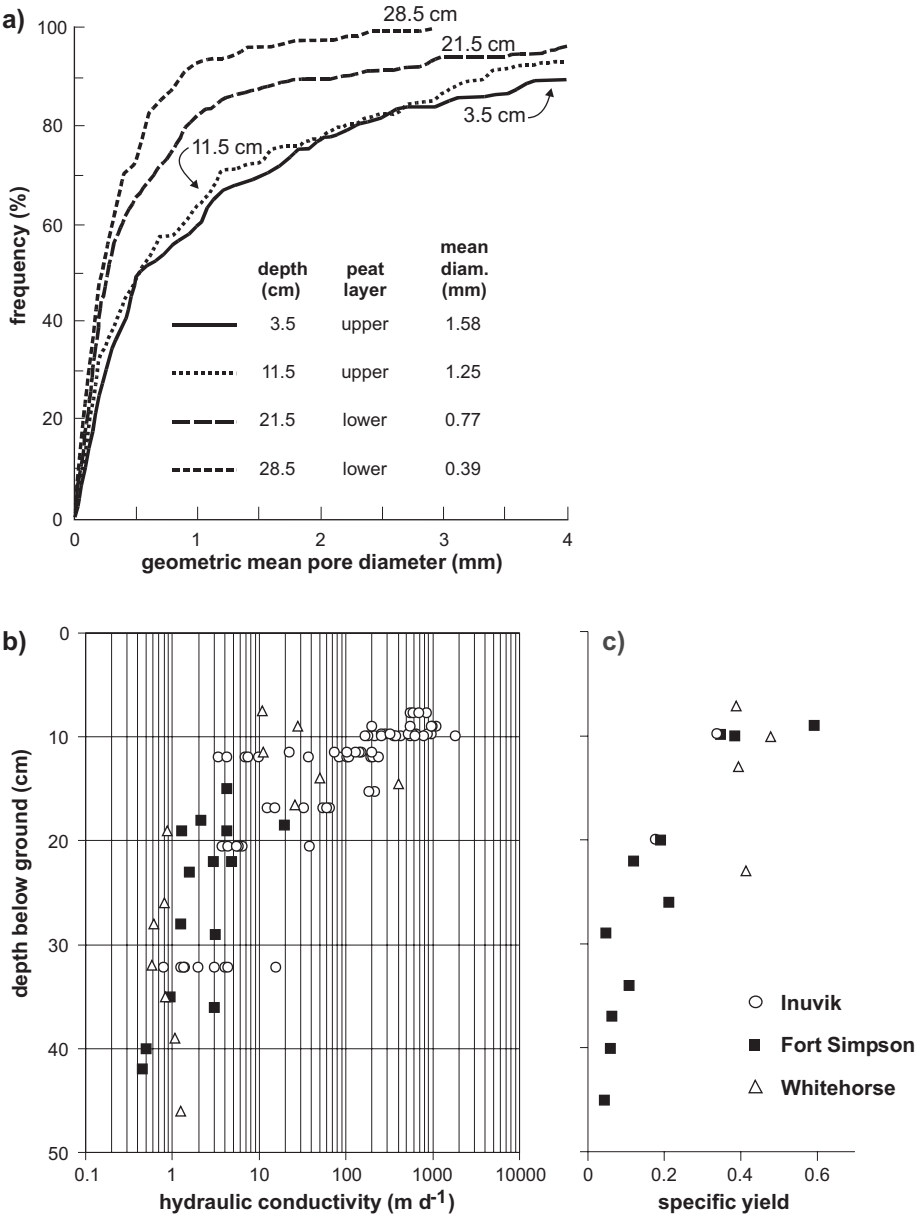 a)
100
80
60
40
20
0
frequency (%)
28.5 cm
21.5 cm
3.5 cm
11.5 cm
depth (cm) peat layer mean diam. (mm)
3.5 upper 1.58
11.5 upper 1.25
21.5 lower 0.77
28.5 lower 0.39
0 1 2 3 4
geometric mean pore diameter (mm)
b)
0
10
20
30
40
50
depth below ground (cm)
0.1 1 10 100 1000 10000
hydraulic conductivity (m d-1)
c)
Inuvik
Fort Simpson
Whitehorse
0 0.2 0.4 0.6
specific yield